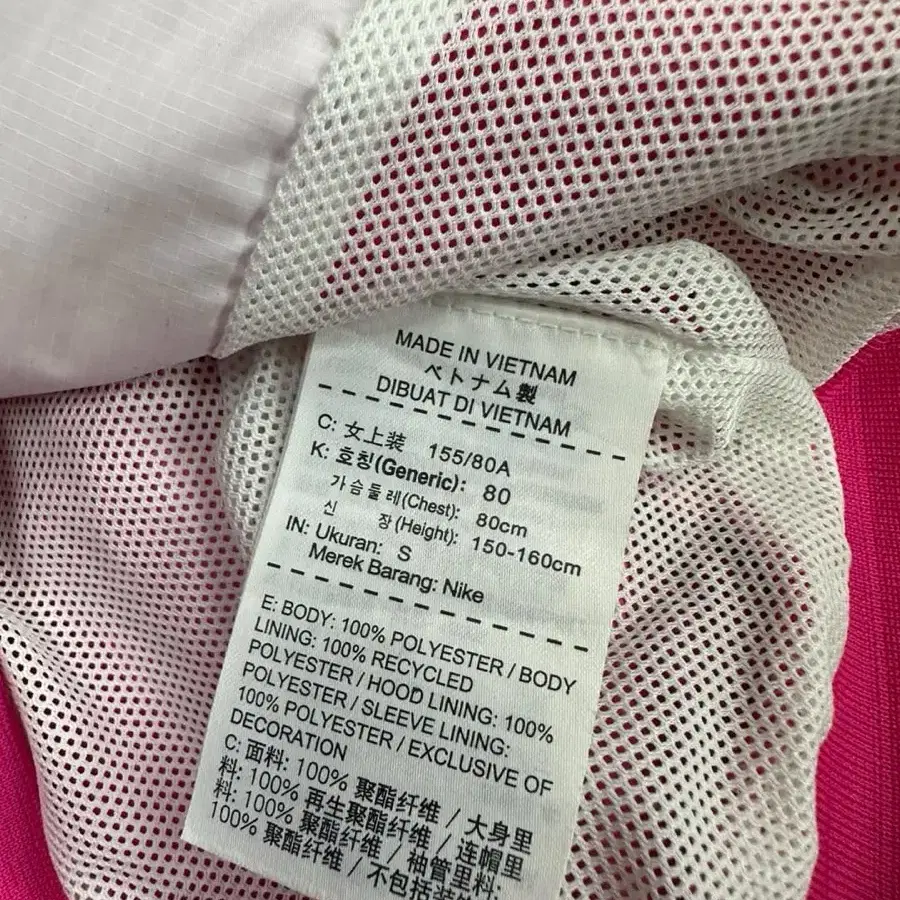 MADE IN VIETNAM
ベトナム製
DIBUAT DI VIETNAM
C: 女上装 155/80A
K: 호칭(Generic): 80
가슴둘레(Chest): 80cm
신 장(Height): 150-160cm
IN: Ukuran: S
Merek Barang: Nike
E: BODY: 100% POLYESTER / BODY
LINING: 100% RECYCLED
POLYESTER / HOOD LINING: 100%
POLYESTER / SLEEVE LINING:
100% POLYESTER / EXCLUSIVE OF
DECORATION
C: 面料: 100% 聚酯纤维 / 大身里
料: 100% 再生聚酯纤维 / 连帽里
料: 100% 聚酯纤维 / 袖管里料:
100% 聚酯纤维 / 不包括装